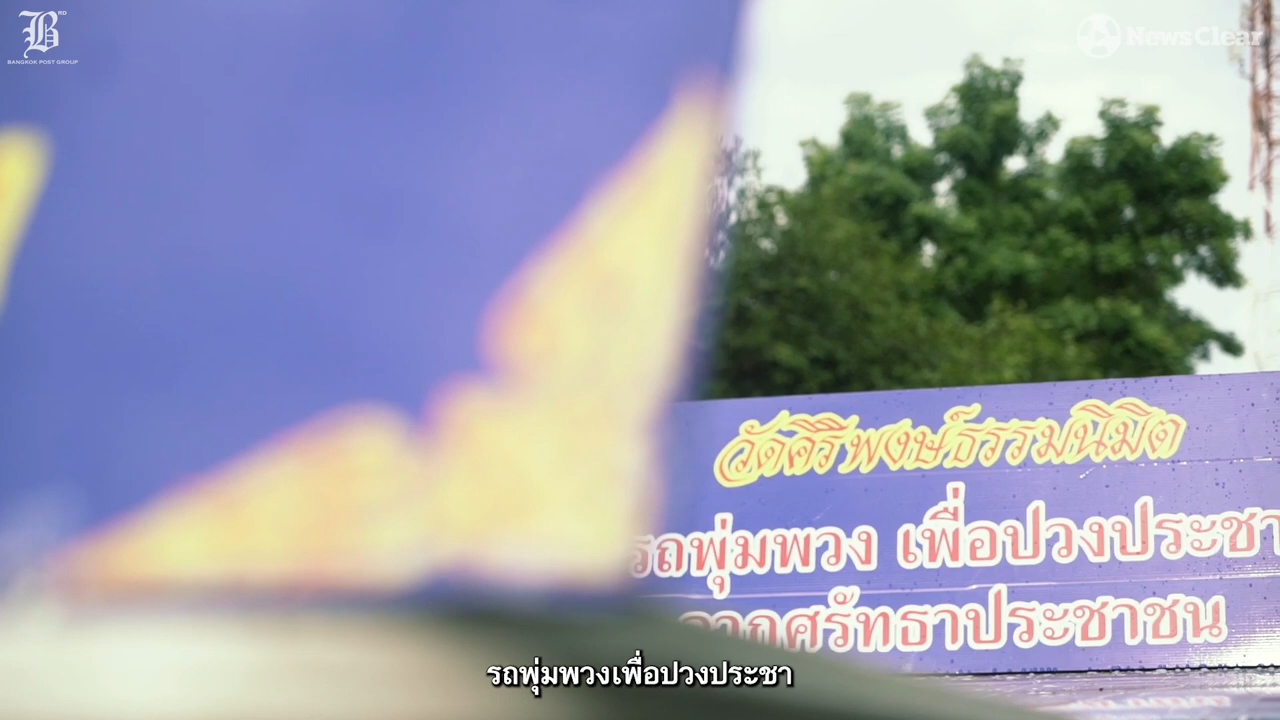 BANGKOK POST GROUP
NewsClear
วัดศิริพงษ์ธรรมนิมิต
รถพุ่มพวง เพื่อปวงประชา
จากศรัทธาประชาชน
รถพุ่มพวงเพื่อปวงประชา